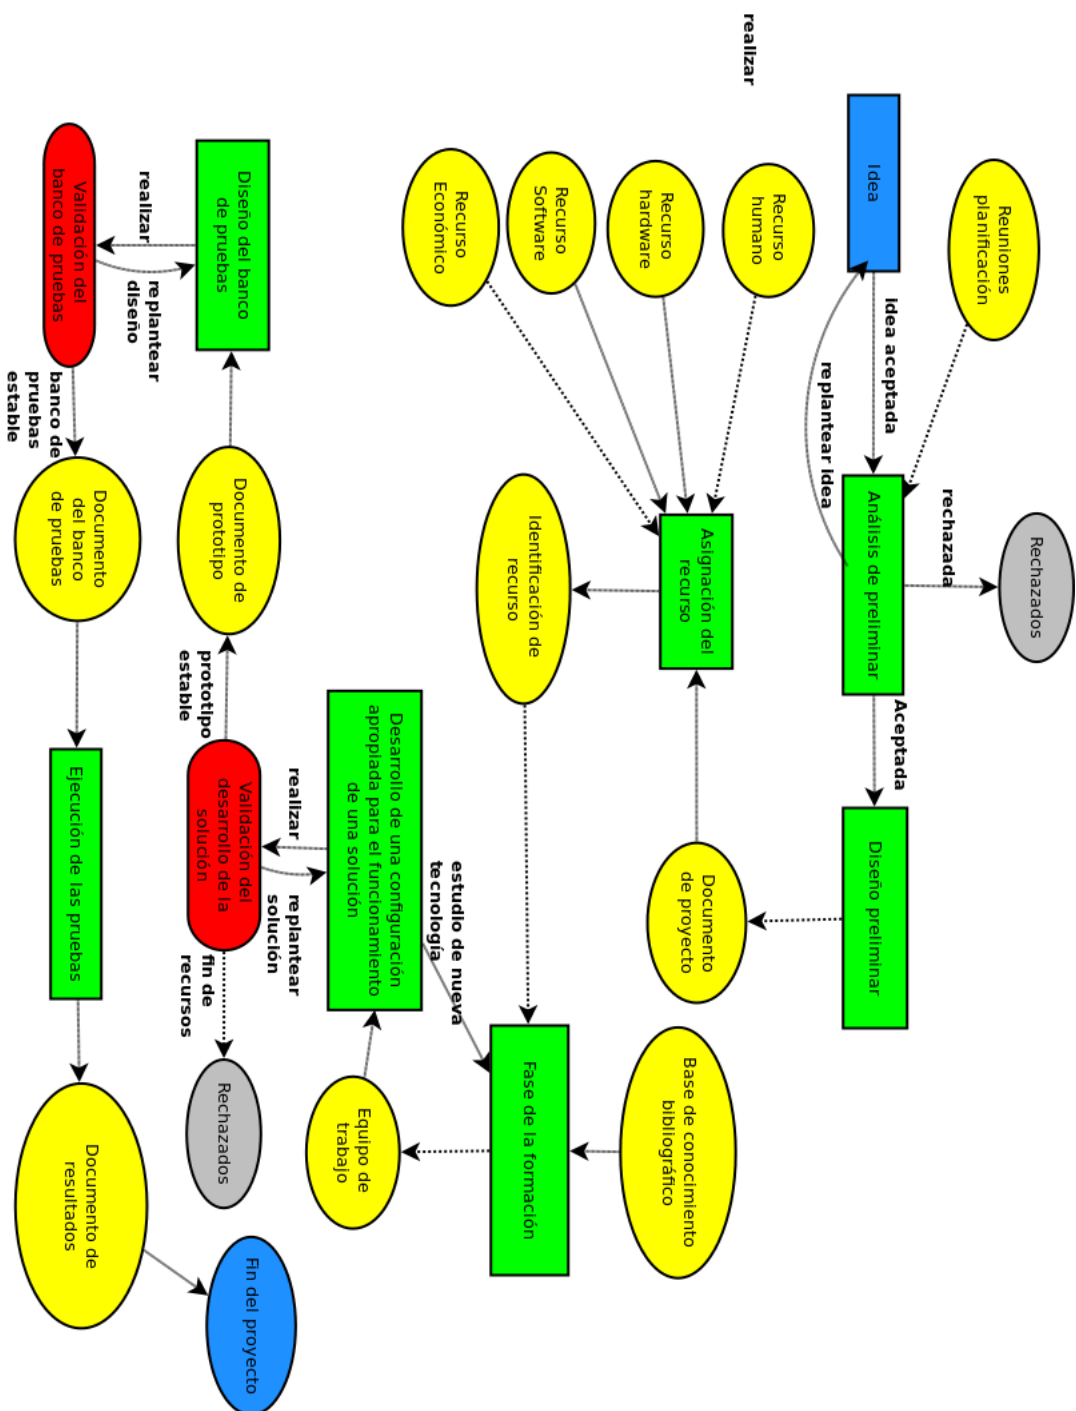 Reuniones
planificación
Rechazados
rechazada
Idea
Idea aceptada
Análisis de preliminar
Aceptada
Diseño preliminar
replantear idea
realizar
Recurso
humano
Recurso
hardware
Recurso
Software
Recurso
Económico
Asignación del
recurso
Documento
de proyecto
Identificación de
recurso
Base de conocimiento
bibliográfico
Fase de la formación
estudio de nueva
tecnología
Desarrollo de una configuración
apropiada para el funcionamiento
de una solución
Equipo de
trabajo
realizar
replantear
solución
Validación del
desarrollo de la
solución
prototipo
estable
fin de
recursos
Rechazados
Documento de
prototipo
Diseño del banco
de pruebas
realizar
replantear
diseño
Validación del
banco de pruebas
banco de
pruebas
estable
Documento
del banco
de pruebas
Ejecución de las pruebas
Documento de
resultados
Fin del proyecto